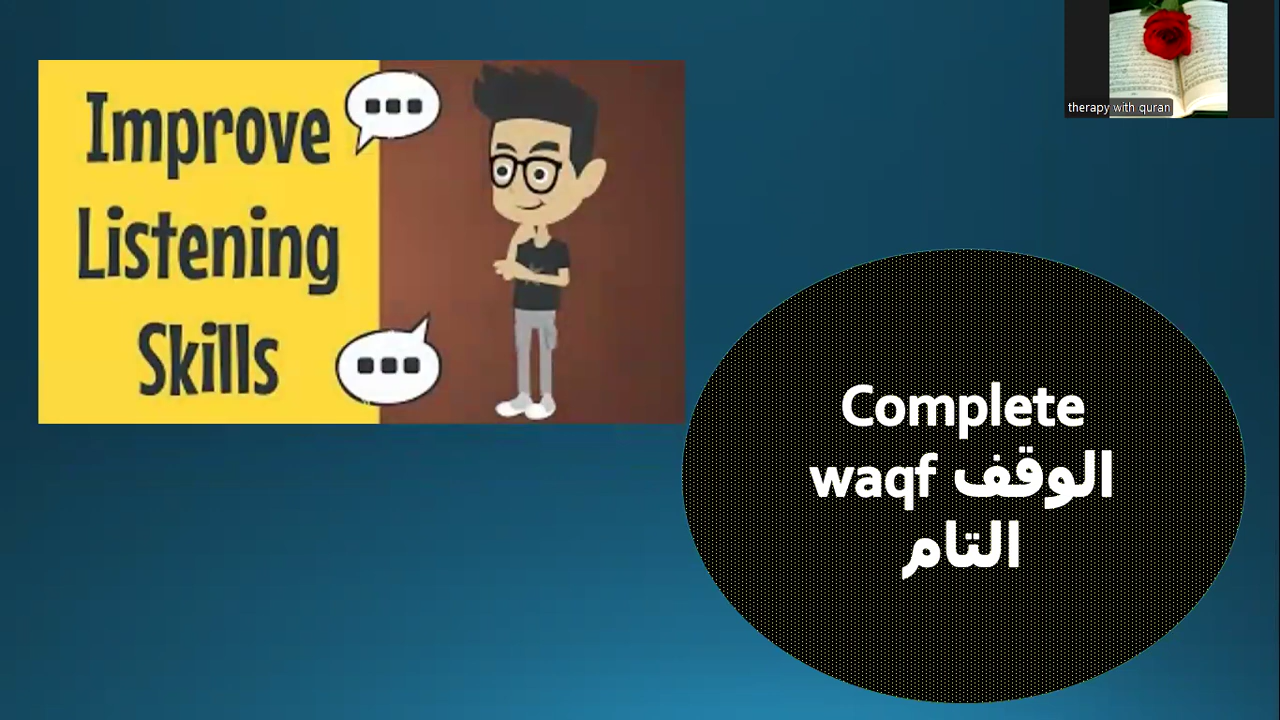 Improve
Listening
Skills
therapy with quran
Complete
waqf الوقف
التام